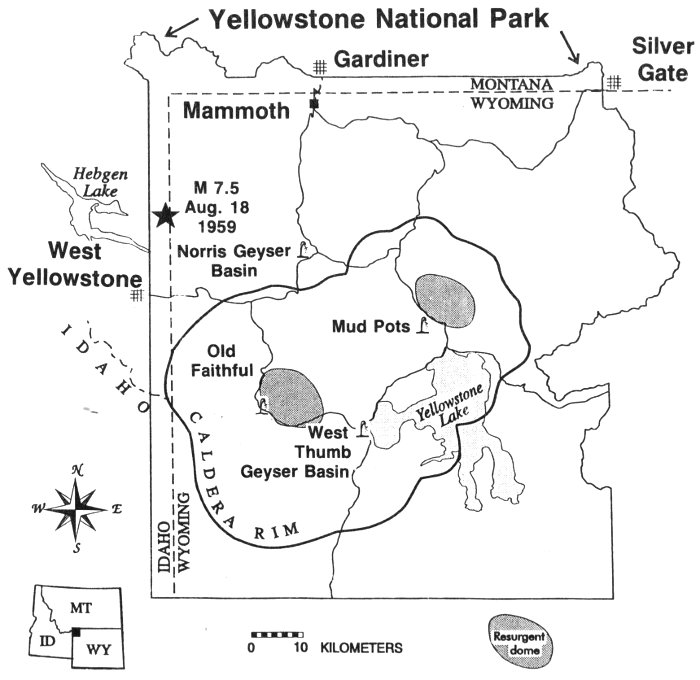 Yellowstone National Park
Gardiner
Silver
Gate
MONTANA
WYOMING
Mammoth
Hebgen
Lake
M 7.5
Aug. 18
1959
West
Yellowstone
Norris Geyser
Basin
Mud Pots
IDAHO
Old
Faithful
Yellowstone
Lake
West
Thumb
Geyser Basin
CALDERA RIM
N
W E
S
IDAHO
WYOMING
MT
ID
WY
0 10 KILOMETERS
Resurgent
dome